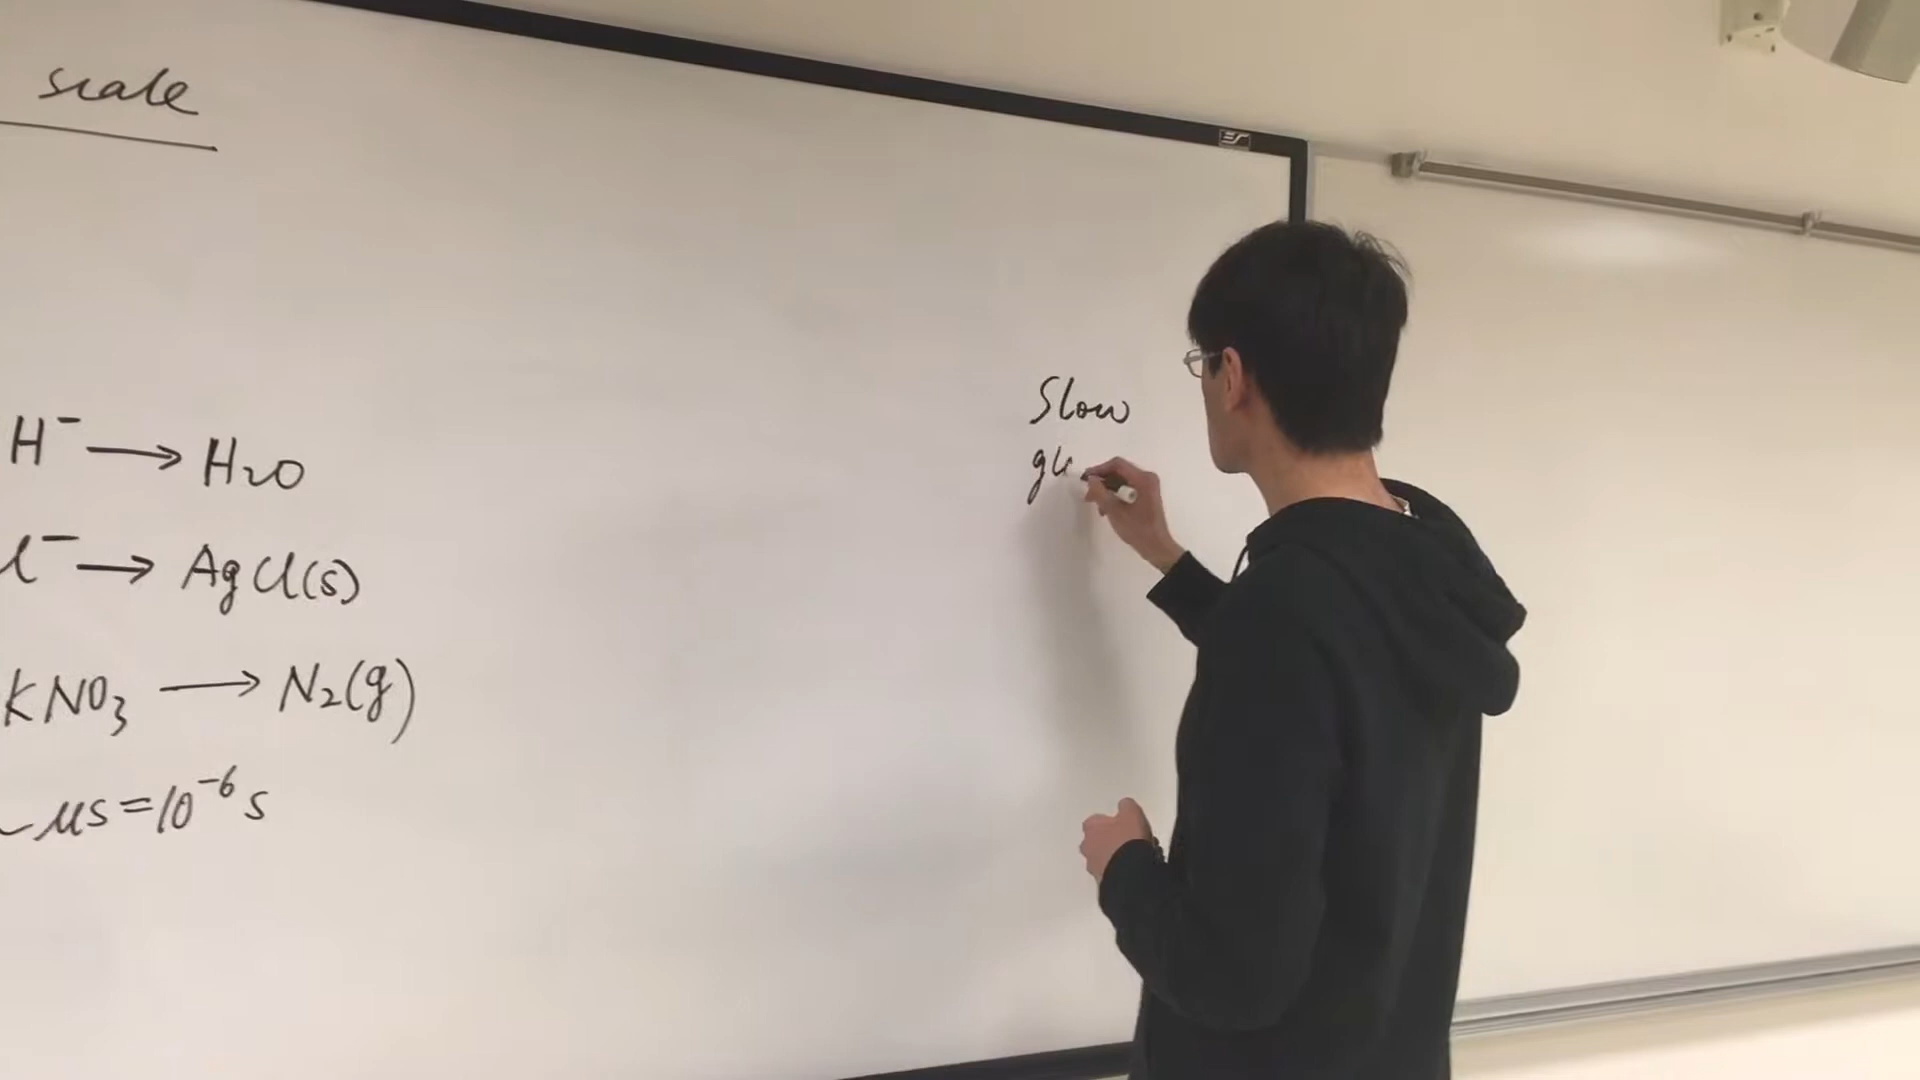 scale
H⁻ → H₂O
l⁻ → AgCl(s)
KNO₃ → N₂(g)
~μs = 10⁻⁶ s
Slow